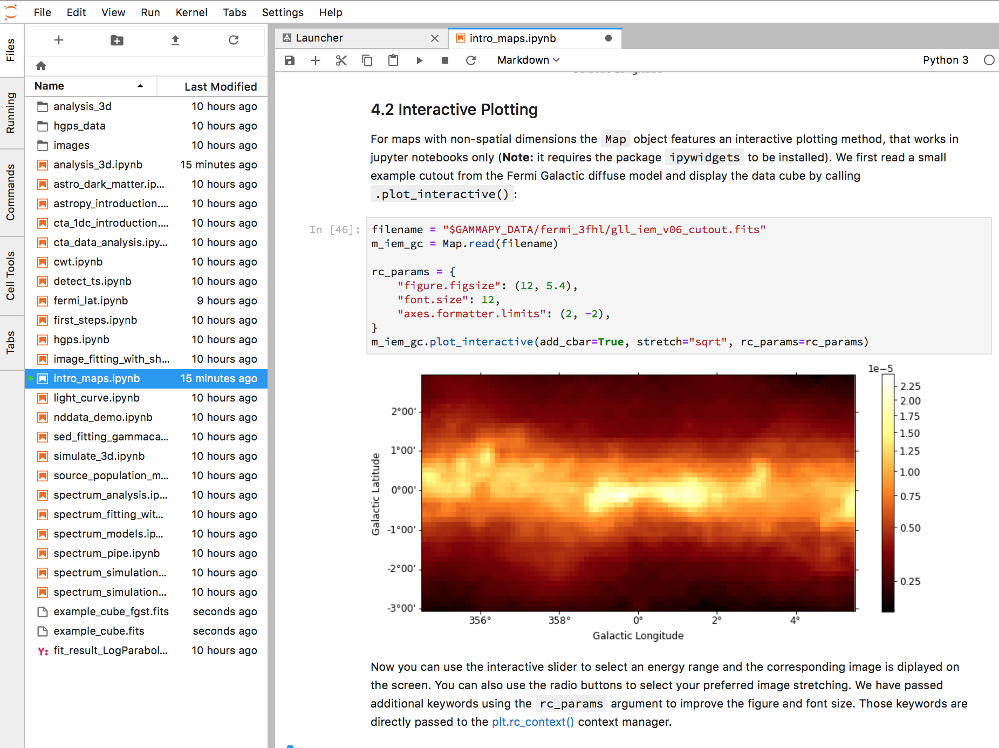 File Edit View Run Kernel Tabs Settings Help
Files
Running
Commands
Cell Tools
Tabs
Name Last Modified
analysis_3d 10 hours ago
hgps_data 10 hours ago
images 10 hours ago
analysis_3d.ipynb 15 minutes ago
astro_dark_matter.ip... 10 hours ago
astropy_introduction.... 10 hours ago
cta_1dc_introduction.... 10 hours ago
cta_data_analysis.ipy... 10 hours ago
cwt.ipynb 10 hours ago
detect_ts.ipynb 10 hours ago
fermi_lat.ipynb 9 hours ago
first_steps.ipynb 10 hours ago
hgps.ipynb 10 hours ago
image_fitting_with_sh... 10 hours ago
intro_maps.ipynb 15 minutes ago
light_curve.ipynb 10 hours ago
nddata_demo.ipynb 10 hours ago
sed_fitting_gammaca... 10 hours ago
simulate_3d.ipynb 10 hours ago
source_population_m... 10 hours ago
spectrum_analysis.ip... 10 hours ago
spectrum_fitting_wit... 10 hours ago
spectrum_models.ip... 10 hours ago
spectrum_pipe.ipynb 10 hours ago
spectrum_simulation... 10 hours ago
spectrum_simulation... 10 hours ago
example_cube_fgst.fits seconds ago
example_cube.fits seconds ago
Y: fit_result_LogParabol... 10 hours ago
Launcher intro_maps.ipynb
Markdown Python 3
Galactic Longitude
4.2 Interactive Plotting
For maps with non-spatial dimensions the Map object features an interactive plotting method, that works in
jupyter notebooks only (Note: it requires the package ipywidgets to be installed). We first read a small
example cutout from the Fermi Galactic diffuse model and display the data cube by calling
.plot_interactive() :
In [46]: filename = "$GAMMAPY_DATA/fermi_3fhl/gll_iem_v06_cutout.fits"
m_iem_gc = Map.read(filename)
rc_params = {
"figure.figsize": (12, 5.4),
"font.size": 12,
"axes.formatter.limits": (2, -2),
}
m_iem_gc.plot_interactive(add_cbar=True, stretch="sqrt", rc_params=rc_params)
1e−5
2.25
2.00
1.75
1.50
1.25
1.00
0.75
0.50
0.25
Galactic Latitude
2°00'
1°00'
0°00'
-1°00'
-2°00'
-3°00'
356° 358° 0° 2° 4°
Galactic Longitude
Now you can use the interactive slider to select an energy range and the corresponding image is diplayed on
the screen. You can also use the radio buttons to select your preferred image stretching. We have passed
additional keywords using the rc_params argument to improve the figure and font size. Those keywords are
directly passed to the plt.rc_context() context manager.